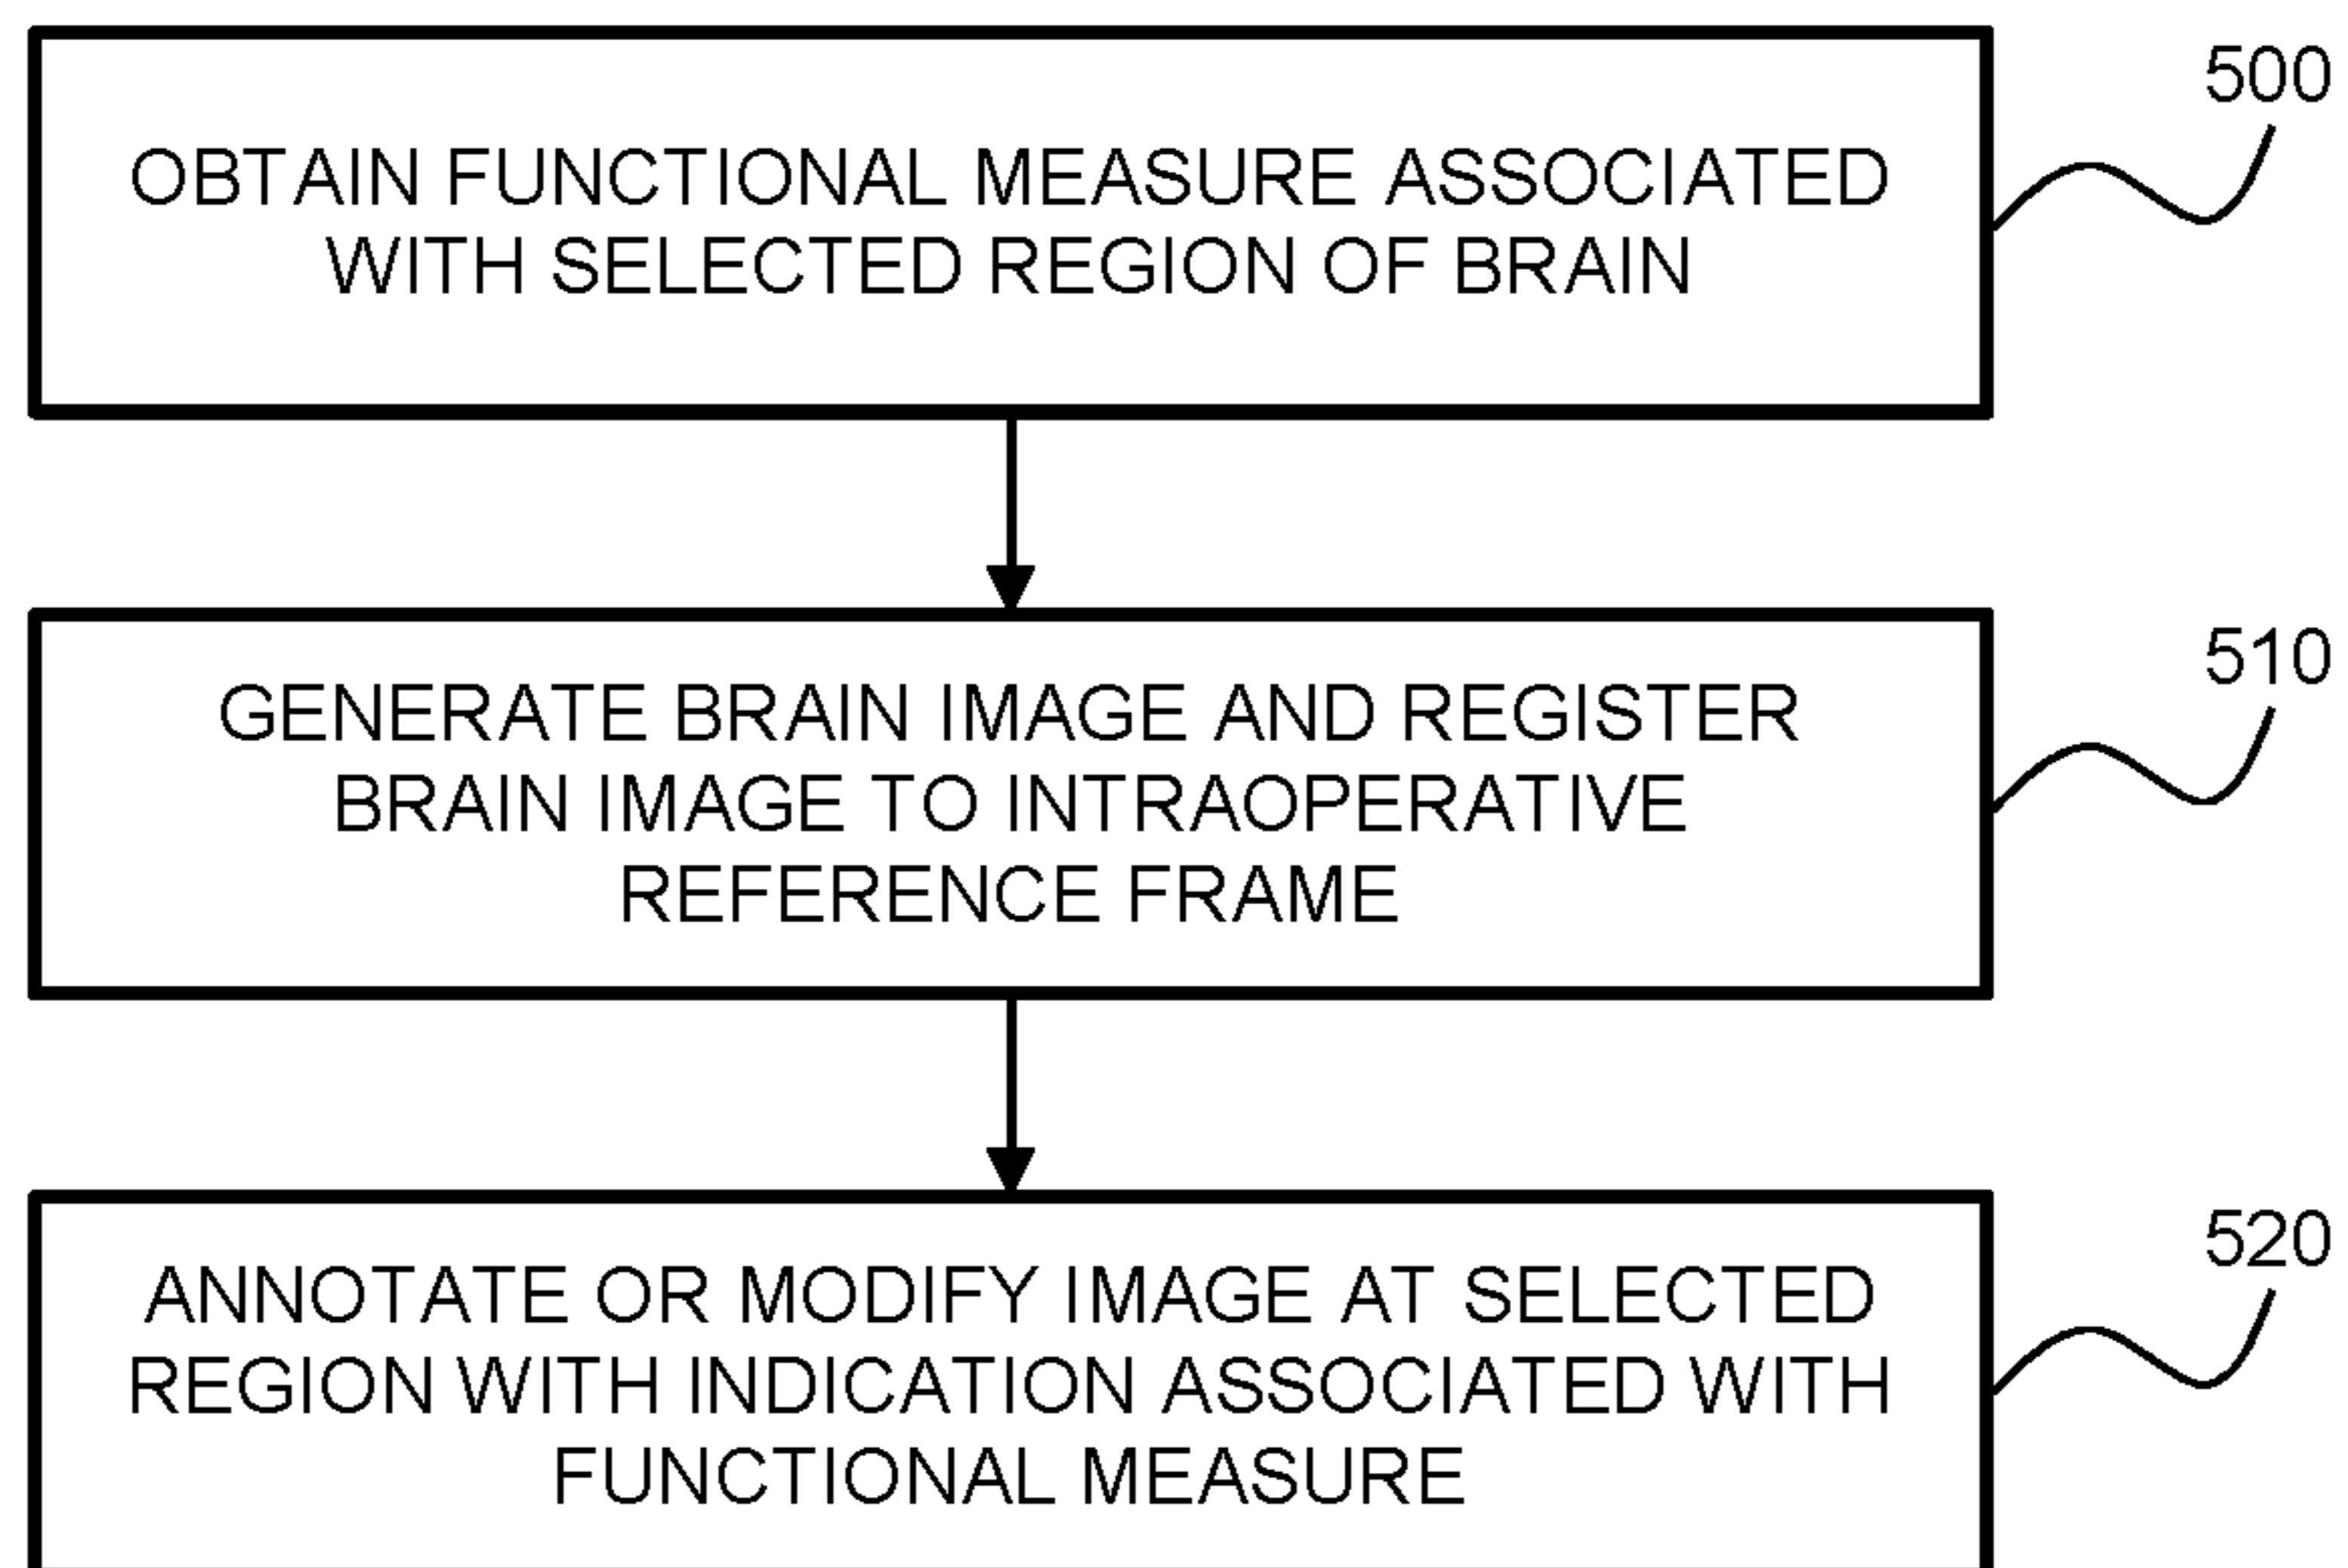 500
OBTAIN FUNCTIONAL MEASURE ASSOCIATED
WITH SELECTED REGION OF BRAIN
510
GENERATE BRAIN IMAGE AND REGISTER
BRAIN IMAGE TO INTRAOPERATIVE
REFERENCE FRAME
520
ANNOTATE OR MODIFY IMAGE AT SELECTED
REGION WITH INDICATION ASSOCIATED WITH
FUNCTIONAL MEASURE